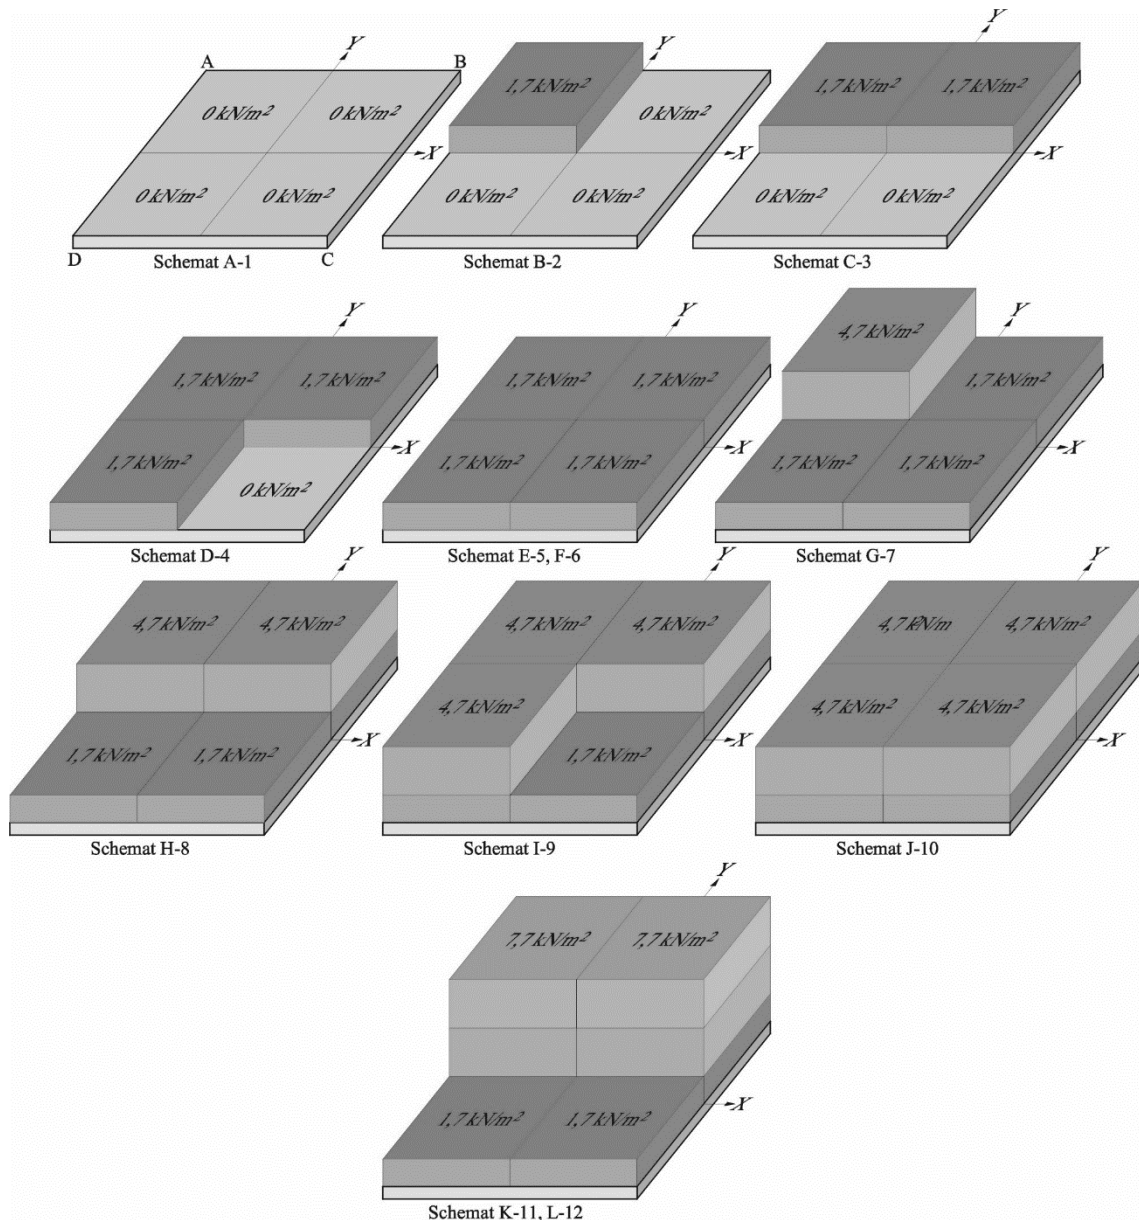 Y
A B
0 kN/m² 0 kN/m²
X
0 kN/m² 0 kN/m²
D C
Schemat A-1
Y
1,7 kN/m²
0 kN/m²
X
0 kN/m² 0 kN/m²
Schemat B-2
Y
1,7 kN/m² 1,7 kN/m²
X
0 kN/m² 0 kN/m²
Schemat C-3
Y
1,7 kN/m² 1,7 kN/m²
X
1,7 kN/m²
0 kN/m²
Schemat D-4
Y
1,7 kN/m² 1,7 kN/m²
X
1,7 kN/m² 1,7 kN/m²
Schemat E-5, F-6
Y
4,7 kN/m²
1,7 kN/m²
X
1,7 kN/m² 1,7 kN/m²
Schemat G-7
Y
4,7 kN/m² 4,7 kN/m²
X
1,7 kN/m² 1,7 kN/m²
Schemat H-8
Y
4,7 kN/m² 4,7 kN/m²
4,7 kN/m²
X
1,7 kN/m²
Schemat I-9
Y
4,7 kN/m² 4,7 kN/m²
4,7 kN/m² 4,7 kN/m²
X
Schemat J-10
Y
7,7 kN/m² 7,7 kN/m²
X
1,7 kN/m² 1,7 kN/m²
Schemat K-11, L-12